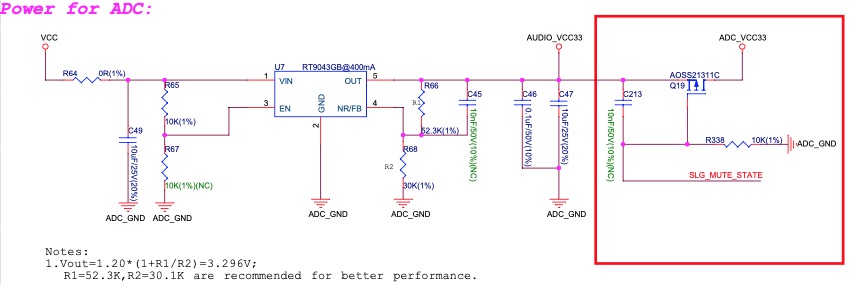 Power for ADC:
VCC
AUDIO_VCC33
ADC_VCC33
U7 RT9043GB@400mA
R64 0R(1%)
1 VIN OUT 5
R65
10K(1%)
3 EN NR/FB 4
GND
2
R66
R1
52.3K(1%)
C45
10nF/50V(10%)(NC)
C46
0.1uF/50V(10%)
C47
10uF/25V(20%)
C213
10nF/50V(10%)(NC)
AOSS21311C
Q19
C49
10uF/25V(20%)
R67
10K(1%)(NC)
R68
R2
30K(1%)
R338 10K(1%)
ADC_GND
SLG_MUTE_STATE
ADC_GND
ADC_GND
ADC_GND
ADC_GND
ADC_GND
Notes:
1.Vout=1.20*(1+R1/R2)=3.296V;
R1=52.3K,R2=30.1K are recommended for better performance.